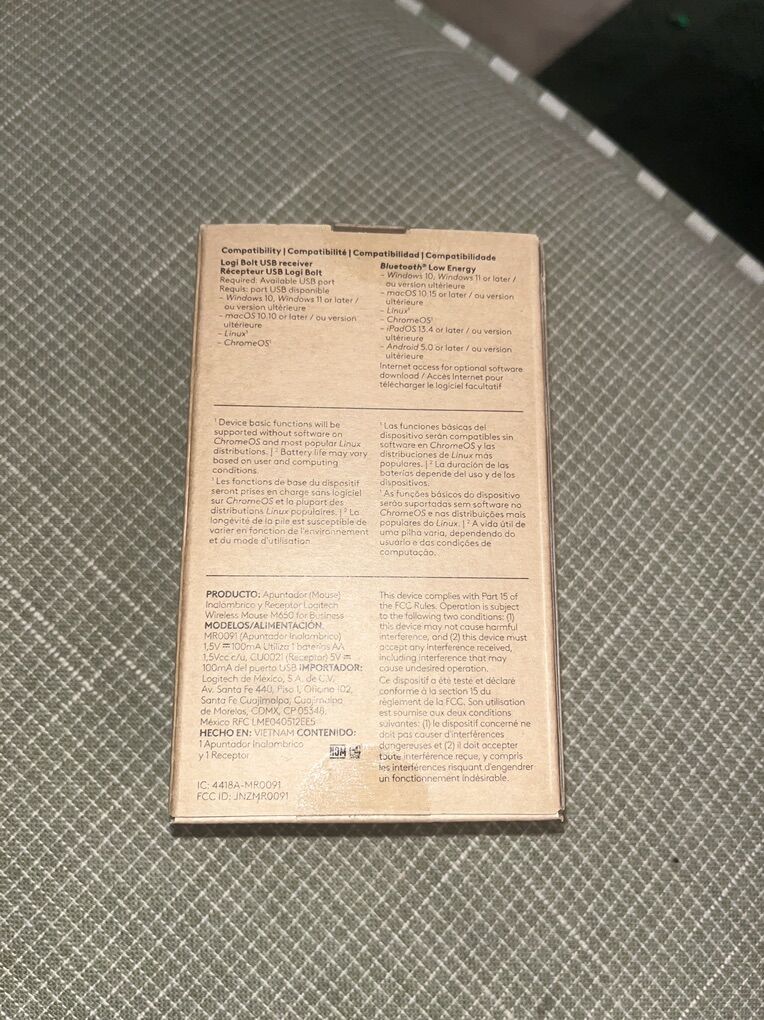 Compatibility | Compatibilité | Compatibilidad | Compatibilidade
Logi Bolt USB receiver
Récepteur USB Logi Bolt
Required: Available USB port
Requis: port USB disponible
– Windows 10, Windows 11 or later /
ou version ultérieure
– macOS 10.10 or later / ou version
ultérieure
– Linux¹
– ChromeOS¹
Bluetooth® Low Energy
– Windows 10, Windows 11 or later /
ou version ultérieure
– macOS 10.15 or later / ou version
ultérieure
– Linux¹
– ChromeOS¹
– iPadOS 13.4 or later / ou version
ultérieure
– Android 5.0 or later / ou version
ultérieure
Internet access for optional software
download / Accès Internet pour
télécharger le logiciel facultatif
¹ Device basic functions will be
supported without software on
ChromeOS and most popular Linux
distributions. | ² Battery life may vary
based on user and computing
conditions.
¹ Les fonctions de base du dispositif
seront prises en charge sans logiciel
sur ChromeOS et la plupart des
distributions Linux populaires. | ² La
longévité de la pile est susceptible de
varier en fonction de l'environnement
et du mode d'utilisation.
¹ Las funciones básicas del
dispositivo serán compatibles sin
software en ChromeOS y las
distribuciones de Linux más
populares. | ² La duración de las
baterías depende del uso y de los
dispositivos.
¹ As funções básicas do dispositivo
serão suportadas sem software no
ChromeOS e nas distribuições mais
populares do Linux. | ² A vida útil de
uma pilha varia, dependendo do
usuário e das condições de
computação.
PRODUCTO: Apuntador (Mouse)
Inalámbrico y Receptor Logitech
Wireless Mouse M650 for Business
MODELOS/ALIMENTACIÓN:
MR0091 (Apuntador Inalámbrico)
1,5V ⎓ 100mA Utiliza 1 baterías AA
1,5Vcc c/u, CU0021 (Receptor) 5V ⎓
100mA del puerto USB IMPORTADOR:
Logitech de México, S.A. de C.V.
Av. Santa Fe 440, Piso 1, Oficina 102,
Santa Fe Cuajimalpa, Cuajimalpa
de Morelos, CDMX, CP 05348,
México RFC LME040512EE5
HECHO EN: VIETNAM CONTENIDO:
1 Apuntador Inalámbrico
y 1 Receptor
NOM
IC: 4418A-MR0091
FCC ID: JNZMR0091
This device complies with Part 15 of
the FCC Rules. Operation is subject
to the following two conditions: (1)
this device may not cause harmful
interference, and (2) this device must
accept any interference received,
including interference that may
cause undesired operation.
Ce dispositif a été testé et déclaré
conforme à la section 15 du
règlement de la FCC. Son utilisation
est soumise aux deux conditions
suivantes: (1) le dispositif concerné ne
doit pas causer d'interférences
dangereuses et (2) il doit accepter
toute interférence reçue, y compris
les interférences risquant d'engendrer
un fonctionnement indésirable.